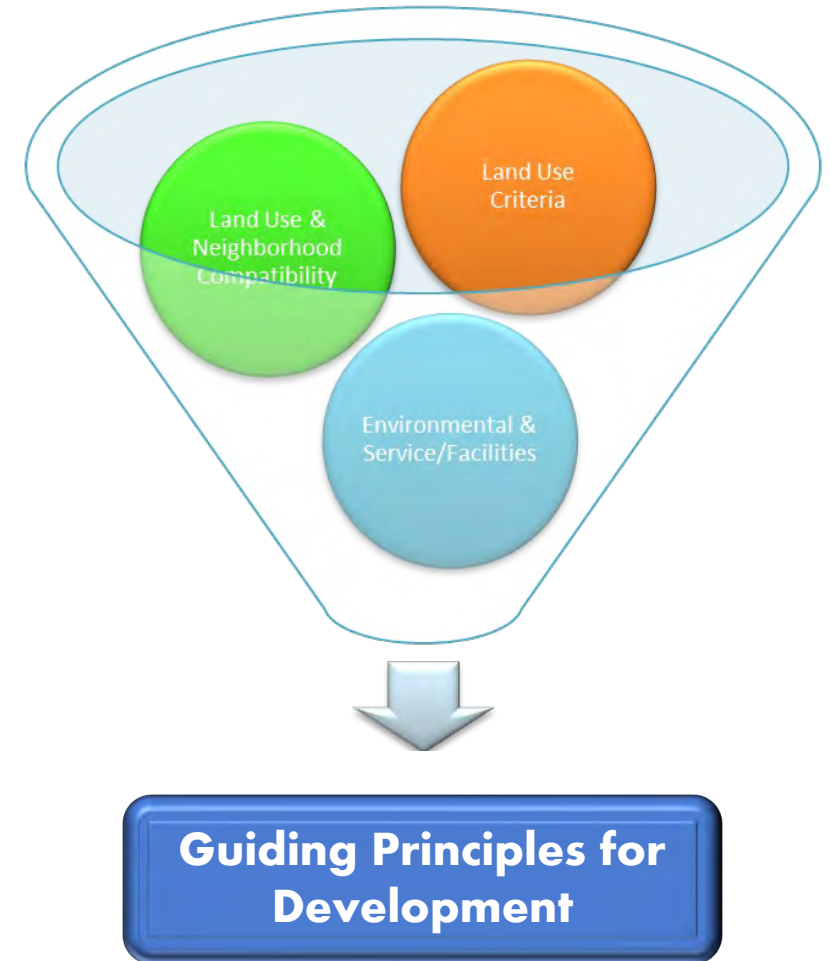 Land Use
Criteria
Land Use &
Neighborhood
Compatibility
Environmental &
Service/Facilities
Guiding Principles for
Development